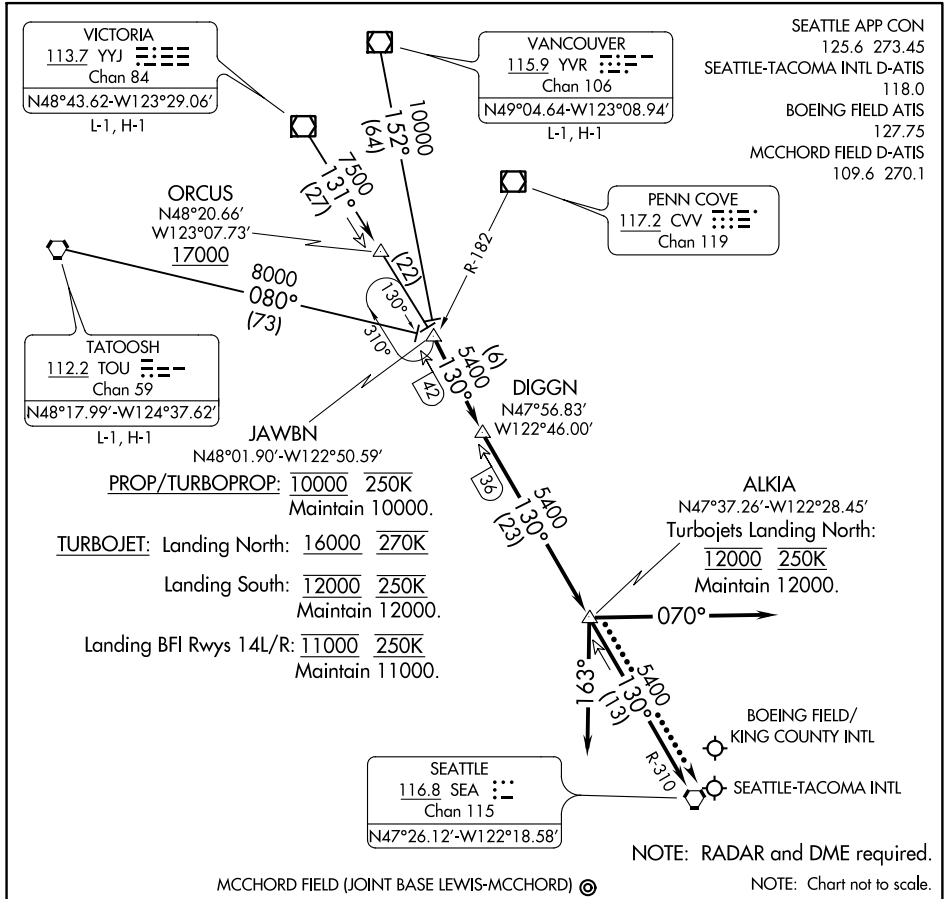 VICTORIA
113.7 YYJ
Chan 84
N48°43.62-W123°29.06'
L-1, H-1
VANCOUVER
115.9 YVR
Chan 106
N49°04.64-W123°08.94'
L-1, H-1
SEATTLE APP CON
125.6 273.45
SEATTLE-TACOMA INTL D-ATIS
118.0
BOEING FIELD ATIS
127.75
MCCHORD FIELD D-ATIS
109.6 270.1
10000
152°
(64)
7500
131°
(27)
ORCUS
N48°20.66'
W123°07.73'
17000
PENN COVE
117.2 CVV
Chan 119
R-182
(22)
8000
080°
(73)
130°
310°
TATOOSH
112.2 TOU
Chan 59
N48°17.99'-W124°37.62'
L-1, H-1
(6)
5400
130°
42
DIGGN
N47°56.83'
W122°46.00'
36
JAWBN
N48°01.90'-W122°50.59'
PROP/TURBOPROP: 10000 250K
Maintain 10000.
TURBOJET: Landing North: 16000 270K
Landing South: 12000 250K
Maintain 12000.
Landing BFI Rwys 14L/R: 11000 250K
Maintain 11000.
5400
130°
(23)
ALKIA
N47°37.26'-W122°28.45'
Turbojets Landing North:
12000 250K
Maintain 12000.
070°
163°
5400
130°
(13)
R-310
BOEING FIELD/
KING COUNTY INTL
SEATTLE-TACOMA INTL
SEATTLE
116.8 SEA
Chan 115
N47°26.12'-W122°18.58'
NOTE: RADAR and DME required.
MCCHORD FIELD (JOINT BASE LEWIS-MCCHORD)
NOTE: Chart not to scale.